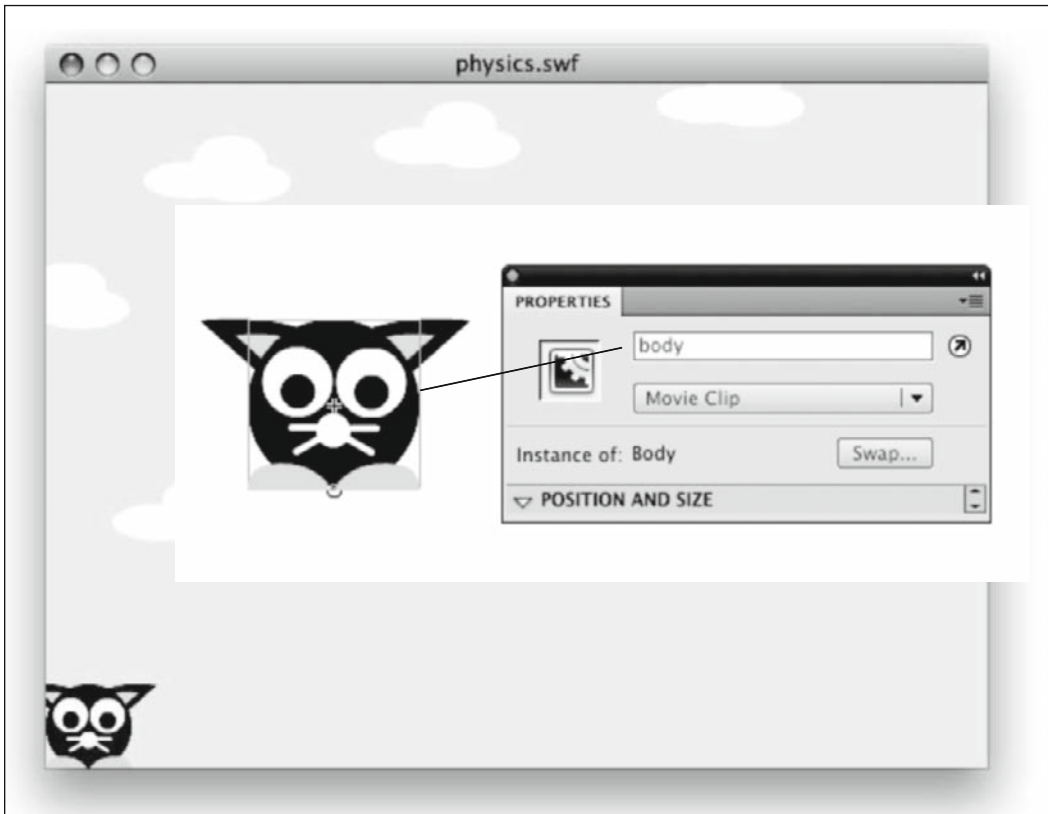 physics.swf
PROPERTIES
body
Movie Clip
Instance of: Body
Swap...
POSITION AND SIZE